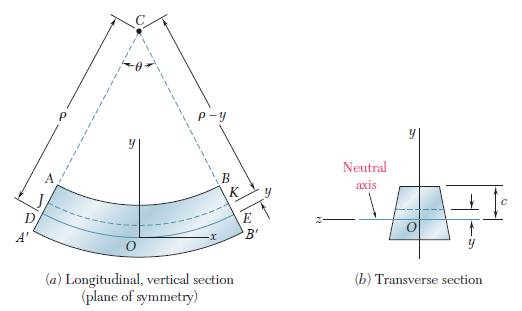 C
θ
ρ
ρ – y
y
A
B
J
K
y
D
E
A′
B′
O
x
(a) Longitudinal, vertical section
(plane of symmetry)
y
Neutral
axis
c
z
O
y
(b) Transverse section